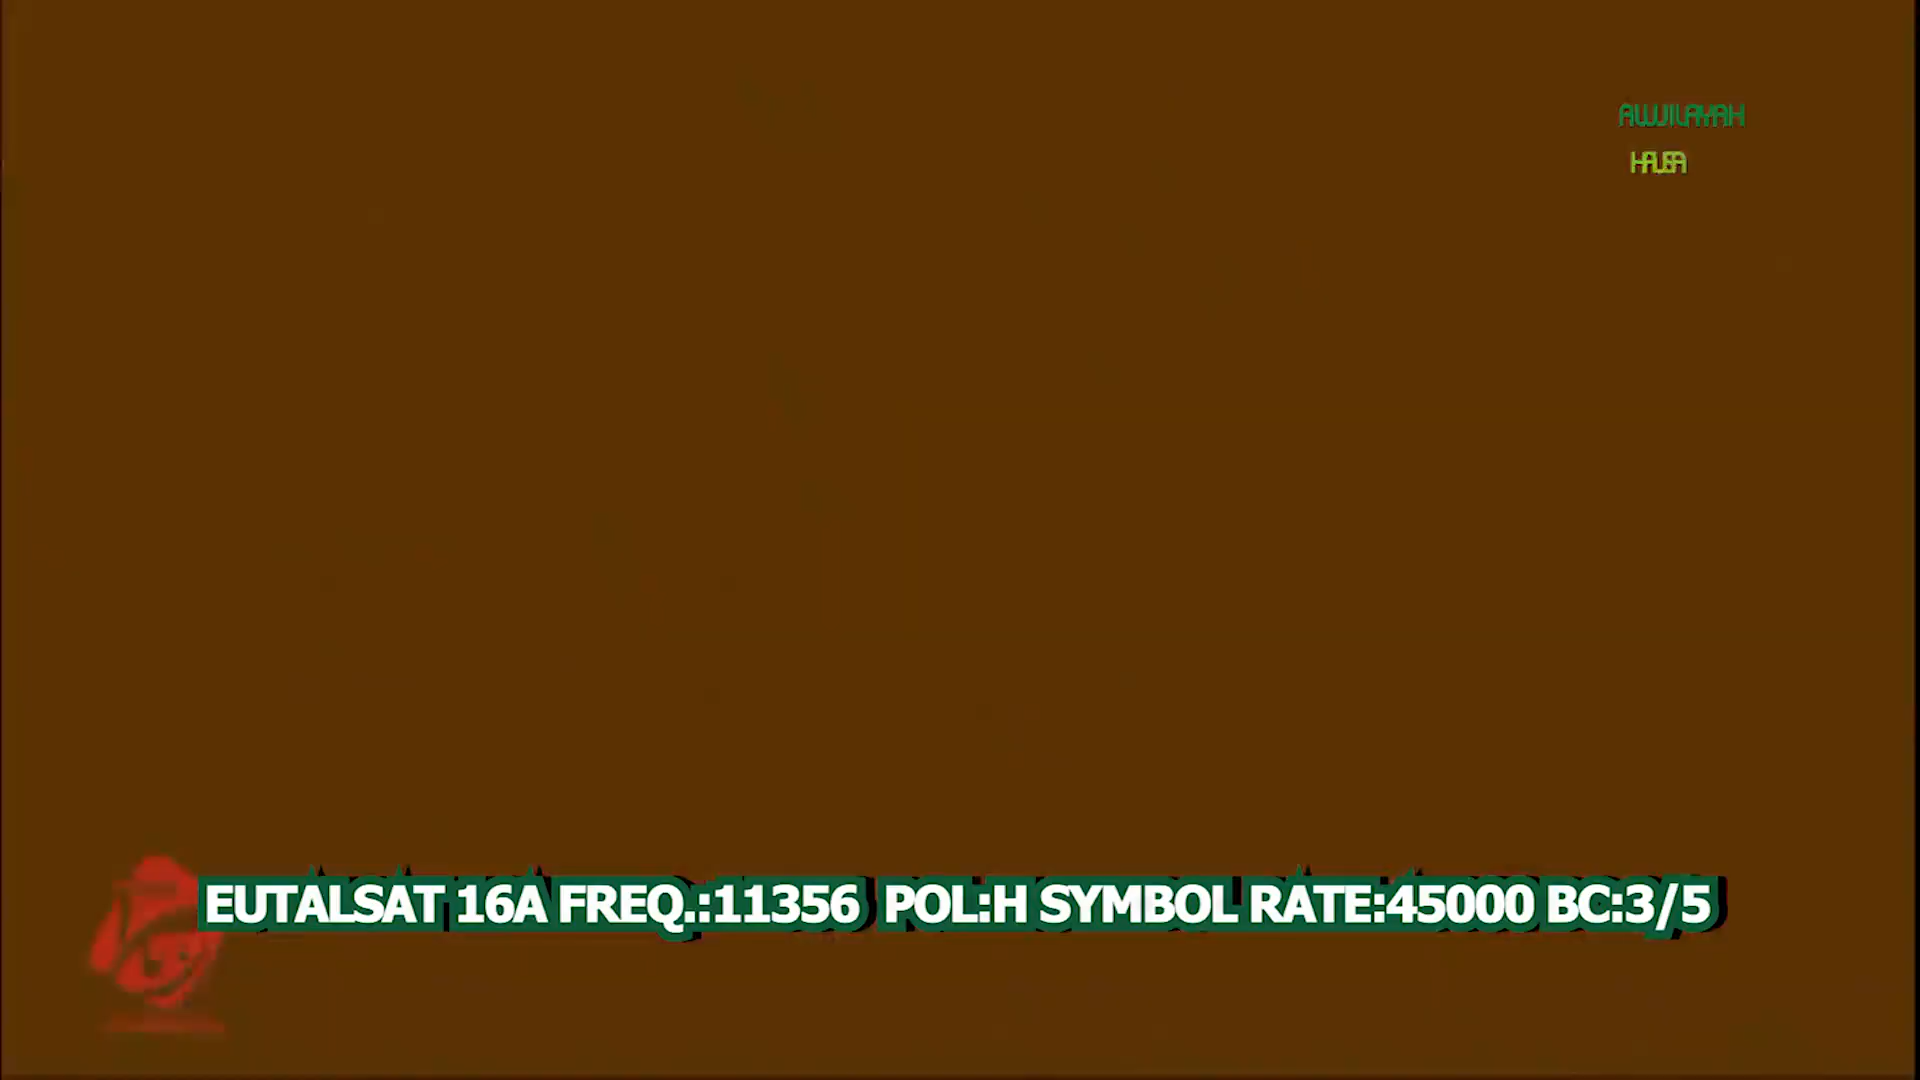 ALWILAYAH
HAUSA
EUTALSAT 16A FREQ.:11356 POL:H SYMBOL RATE:45000 BC:3/5